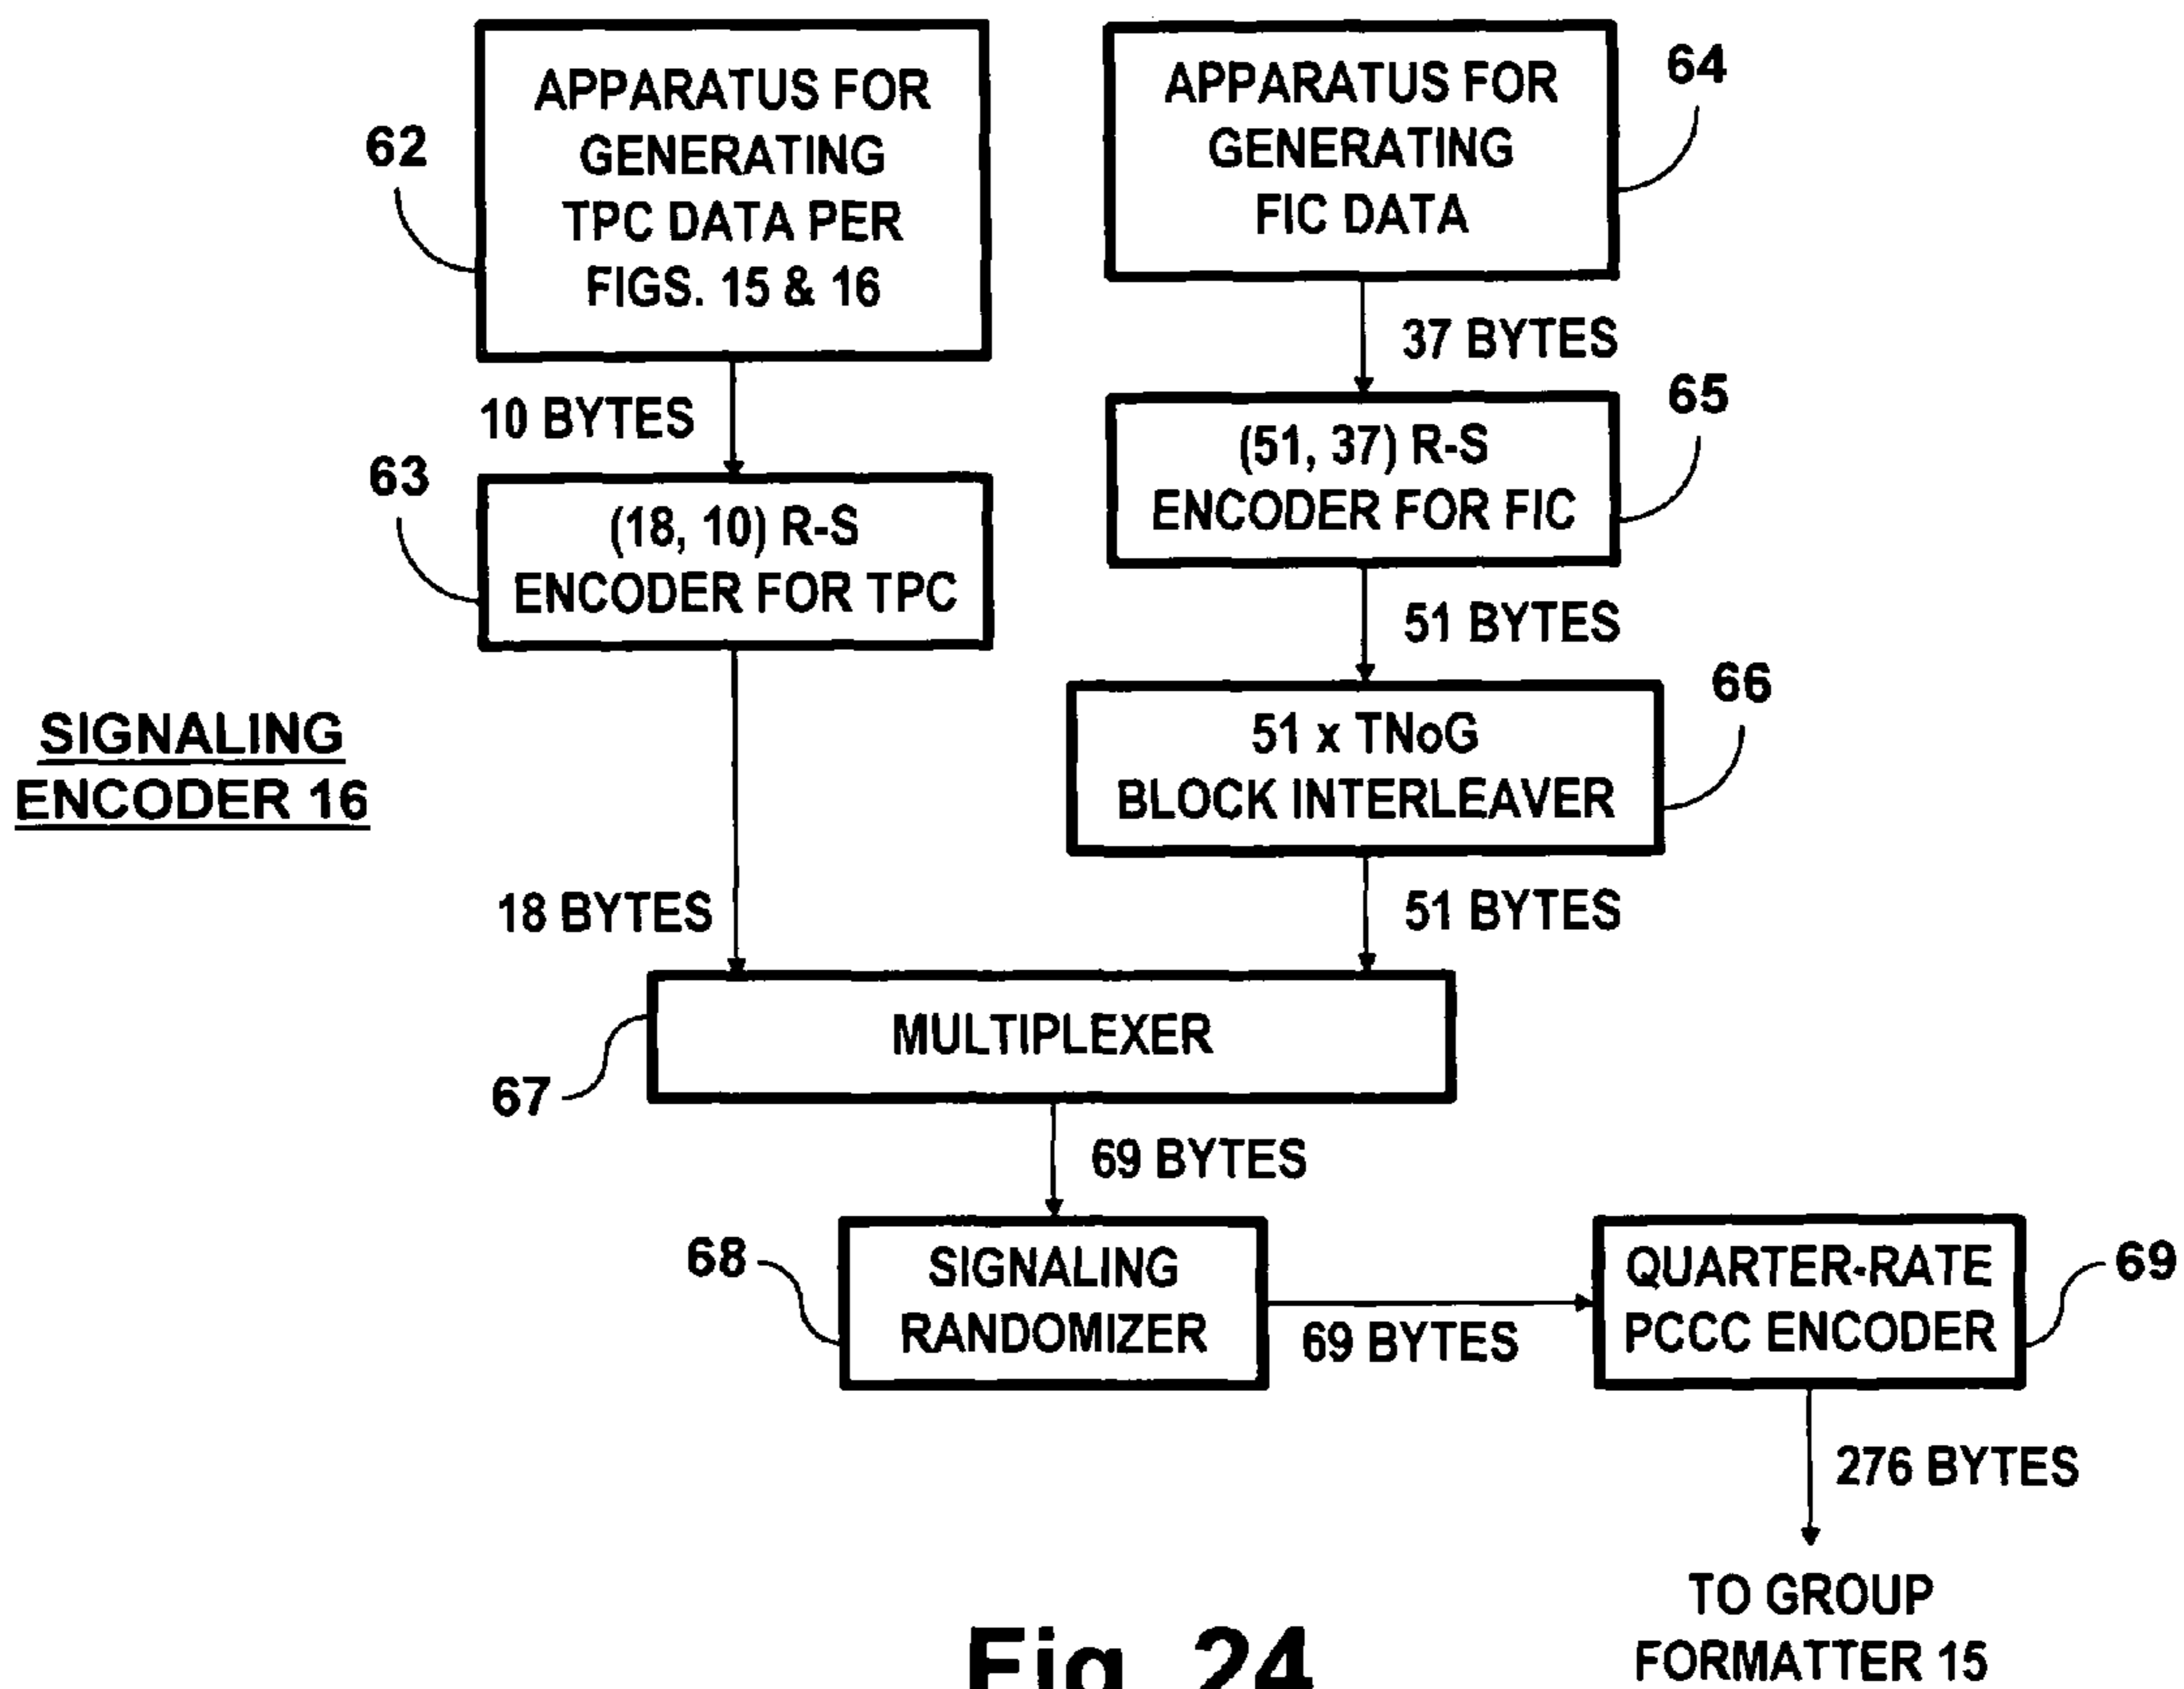 APPARATUS FOR
GENERATING
TPC DATA PER
FIGS. 15 & 16
62
APPARATUS FOR
GENERATING
FIC DATA
64
10 BYTES
37 BYTES
63
(18, 10) R-S
ENCODER FOR TPC
(51, 37) R-S
ENCODER FOR FIC
65
51 BYTES
SIGNALING
ENCODER 16
51 x TNoG
BLOCK INTERLEAVER
66
18 BYTES
51 BYTES
MULTIPLEXER
67
69 BYTES
68
SIGNALING
RANDOMIZER
69 BYTES
QUARTER-RATE
PCCC ENCODER
69
276 BYTES
TO GROUP
FORMATTER 15
Fig. 24